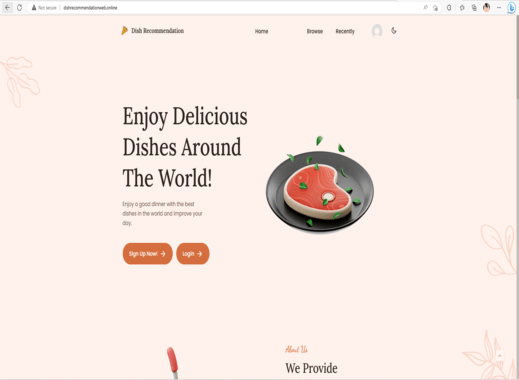 Not secure | dishrecommendationweb.online
Dish Recommendation
Home
Browse
Recently
Enjoy Delicious
Dishes Around
The World!
Enjoy a good dinner with the best
dishes in the world and improve your
day.
Sign Up Now! →
Login →
About Us
We Provide